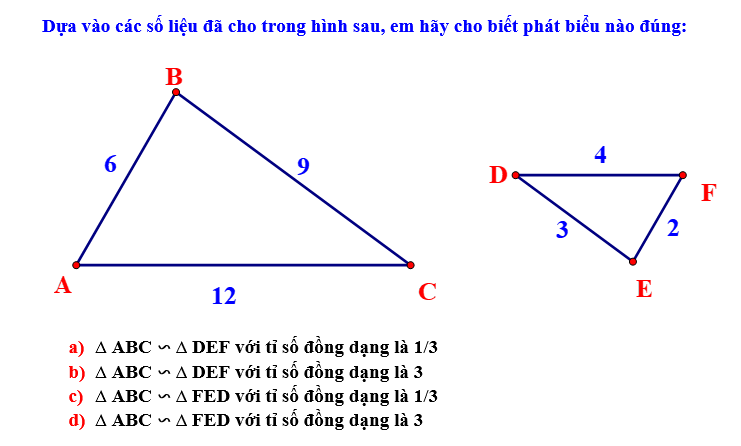 Dựa vào các số liệu đã cho trong hình sau, em hãy cho biết phát biểu nào đúng:
B
6
9
A
12
C
D
4
F
3
2
E
a) Δ ABC ∽ Δ DEF với tỉ số đồng dạng là 1/3
b) Δ ABC ∽ Δ DEF với tỉ số đồng dạng là 3
c) Δ ABC ∽ Δ FED với tỉ số đồng dạng là 1/3
d) Δ ABC ∽ Δ FED với tỉ số đồng dạng là 3